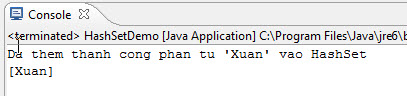 Console
<terminated> HashSetDemo [Java Application] C:\Program Files\Java\jre6\b
Da them thanh cong phan tu 'Xuan' vao HashSet
[Xuan]